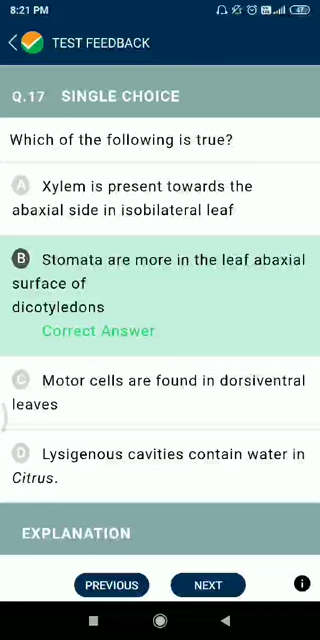 8:21 PM
47
TEST FEEDBACK
Q.17 SINGLE CHOICE
Which of the following is true?
A Xylem is present towards the
abaxial side in isobilateral leaf
B Stomata are more in the leaf abaxial
surface of
dicotyledons
Correct Answer
C Motor cells are found in dorsiventral
leaves
D Lysigenous cavities contain water in
Citrus.
EXPLANATION
PREVIOUS NEXT